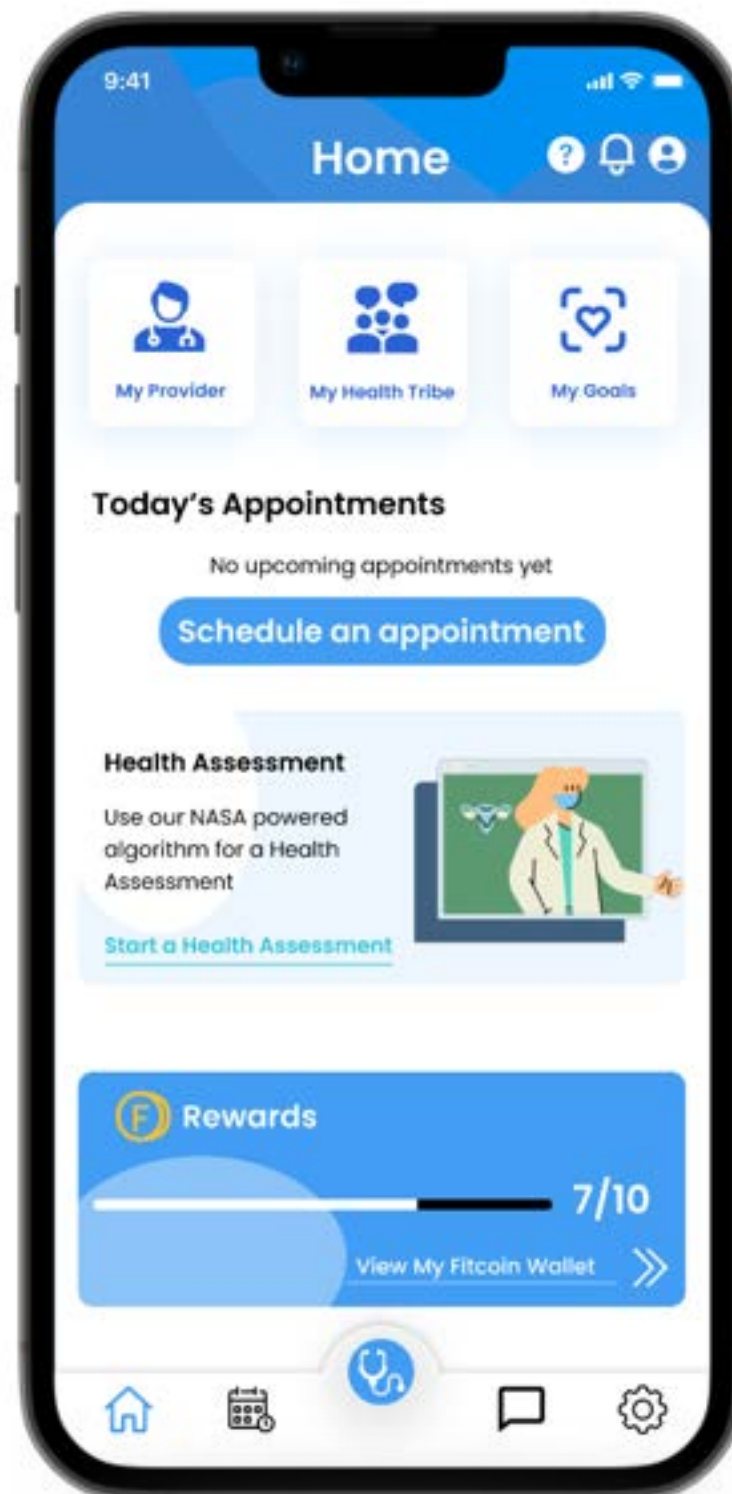 9:41
Home
?
My Provider
My Health Tribe
My Goals
Today's Appointments
No upcoming appointments yet
Schedule an appointment
Health Assessment
Use our NASA powered
algorithm for a Health
Assessment
Start a Health Assessment
F Rewards
7/10
View My Fitcoin Wallet